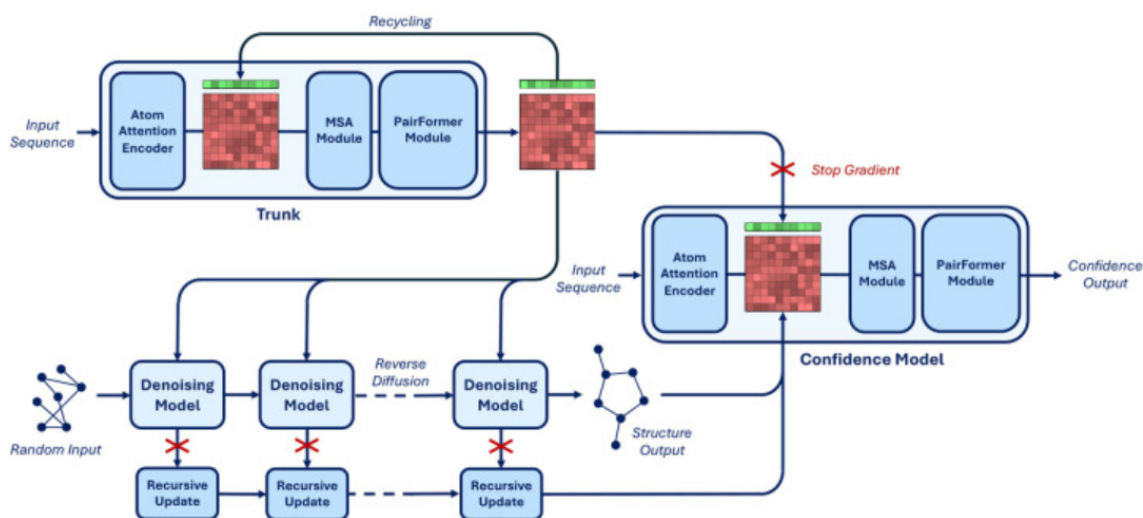 Recycling
Input
Sequence
Atom
Attention
Encoder
MSA
Module
PairFormer
Module
Trunk
Stop Gradient
Input
Sequence
Atom
Attention
Encoder
MSA
Module
PairFormer
Module
Confidence
Output
Confidence Model
Random Input
Denoising
Model
Denoising
Model
Reverse
Diffusion
Denoising
Model
Structure
Output
Recursive
Update
Recursive
Update
Recursive
Update